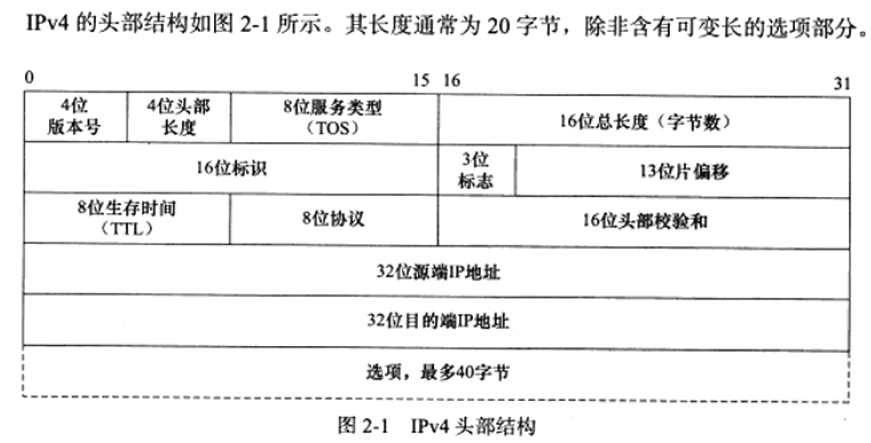 IPv4 的头部结构如图 2-1 所示。其长度通常为 20 字节，除非含有可变长的选项部分。
0 15 16 31
4位
版本号
4位头部
长度
8位服务类型
（TOS）
16位总长度（字节数）
16位标识
3位
标志
13位片偏移
8位生存时间
（TTL）
8位协议
16位头部校验和
32位源端IP地址
32位目的端IP地址
选项，最多40字节
图 2-1 IPv4 头部结构